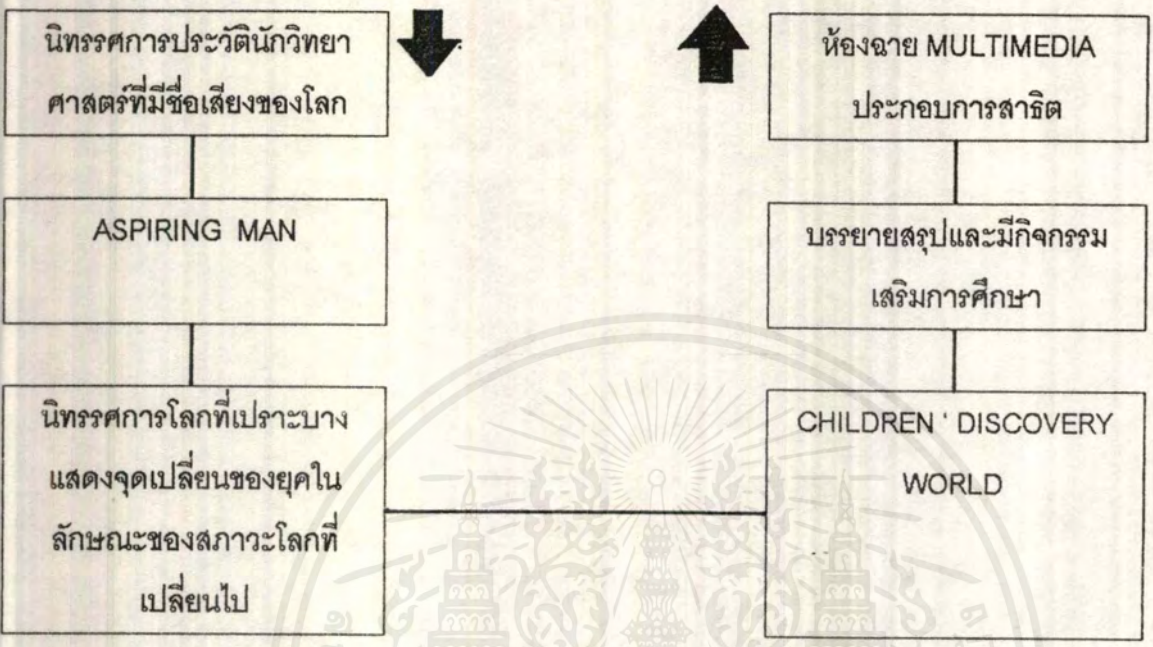 นิทรรศการประวัตินักวิทยา
ศาสตร์ที่มีชื่อเสียงของโลก
ASPIRING MAN
นิทรรศการโลกที่เปราะบาง
แสดงจุดเปลี่ยนของยุคใน
ลักษณะของสภาวะโลกที่
เปลี่ยนไป
ห้องฉาย MULTIMEDIA
ประกอบการสาธิต
บรรยายสรุปและมีกิจกรรม
เสริมการศึกษา
CHILDREN ' DISCOVERY
WORLD